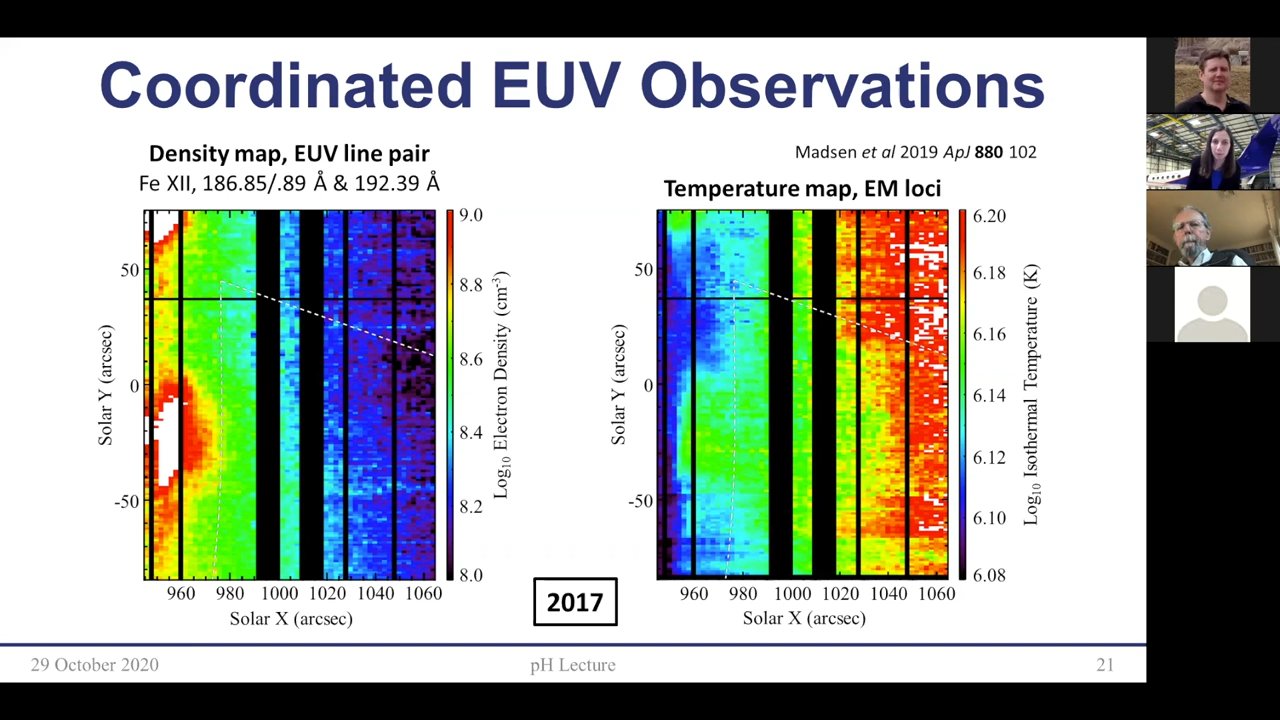 Coordinated EUV Observations
Density map, EUV line pair
Fe XII, 186.85/.89 Å & 192.39 Å
Madsen et al 2019 ApJ 880 102
Temperature map, EM loci
50
0
-50
Solar Y (arcsec)
960 980 1000 1020 1040 1060
Solar X (arcsec)
9.0
8.8
8.6
8.4
8.2
8.0
Log10 Electron Density (cm-3)
50
0
-50
Solar Y (arcsec)
960 980 1000 1020 1040 1060
Solar X (arcsec)
6.20
6.18
6.16
6.14
6.12
6.10
6.08
Log10 Isothermal Temperature (K)
2017
29 October 2020
pH Lecture
21